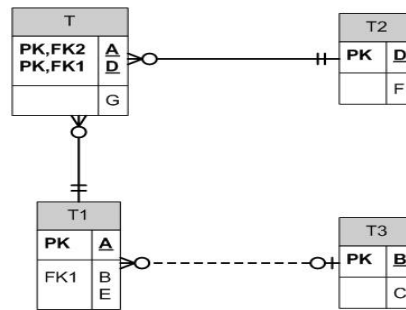 T
PK,FK2 A
PK,FK1 D
G
T2
PK D
F
T1
PK A
FK1 B
E
T3
PK B
C